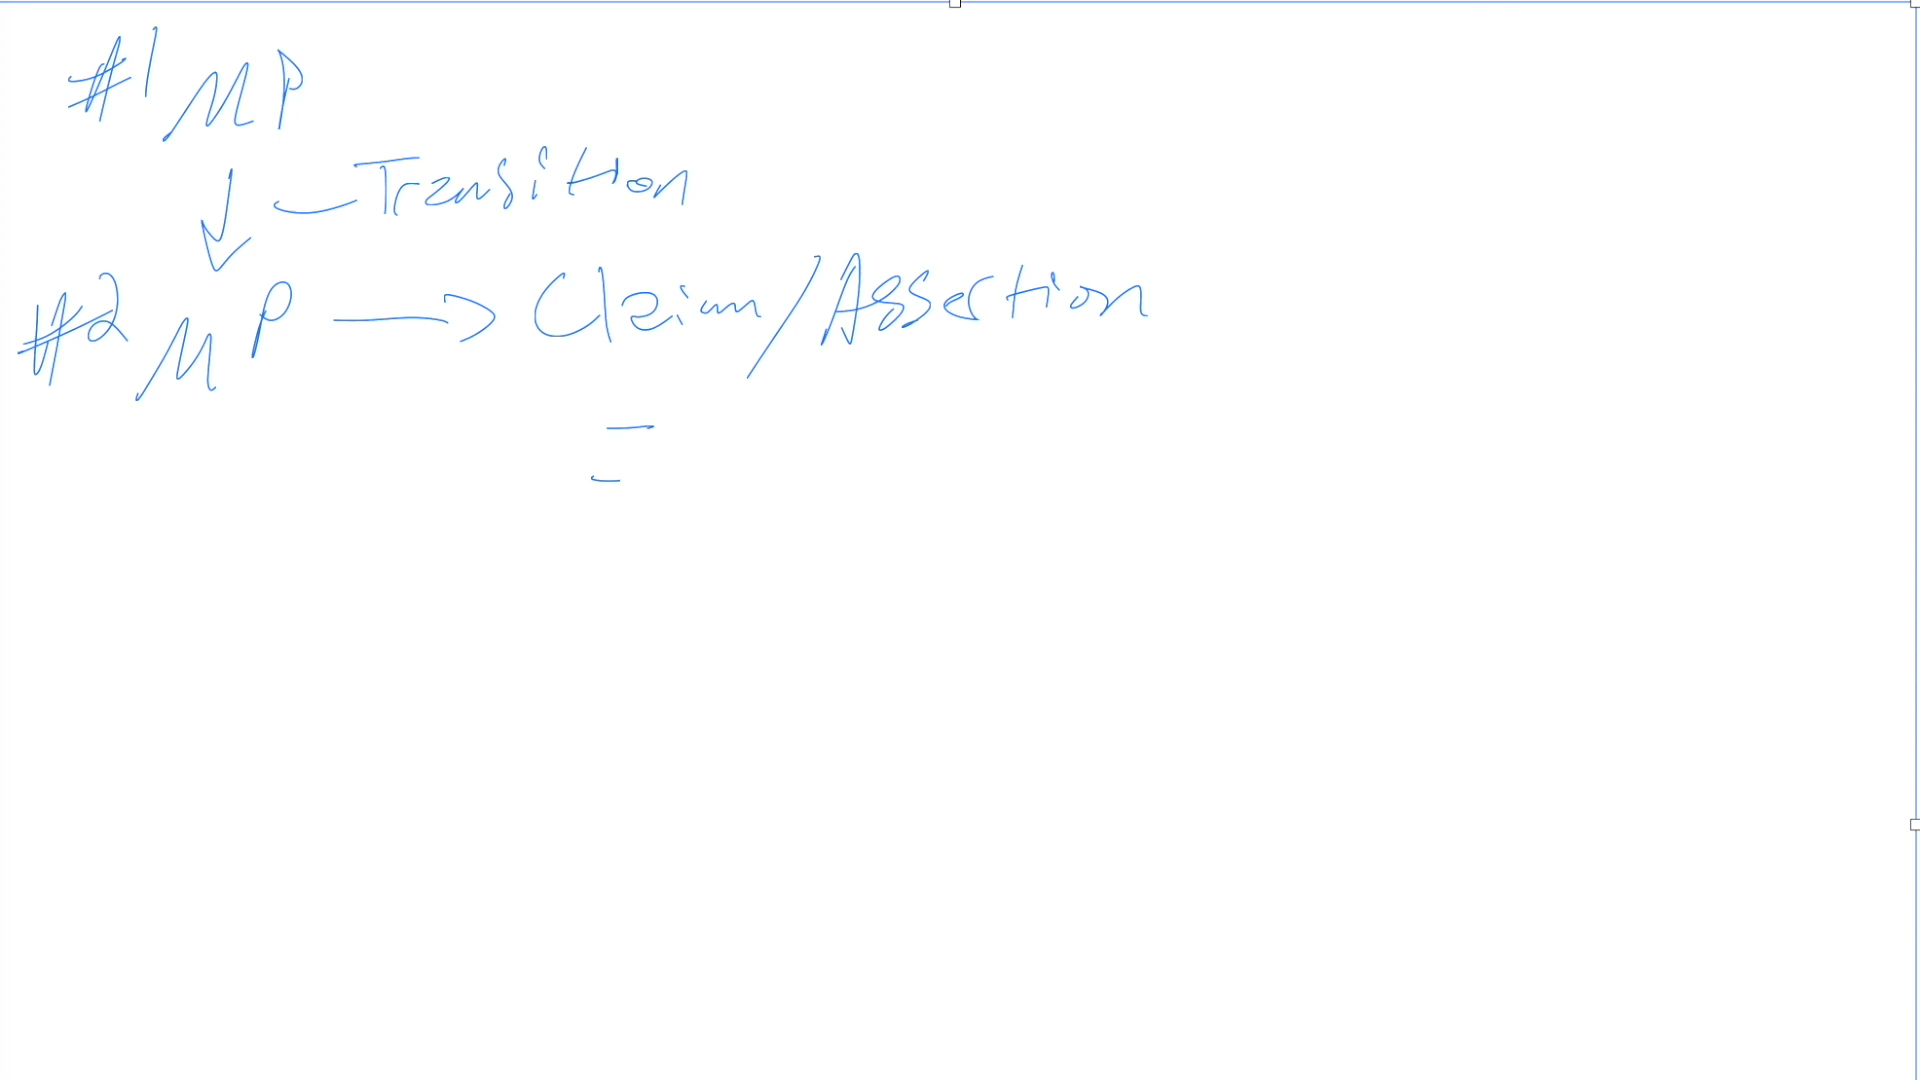 #1 MP
Transition
#2 MP → Claim/Assertion